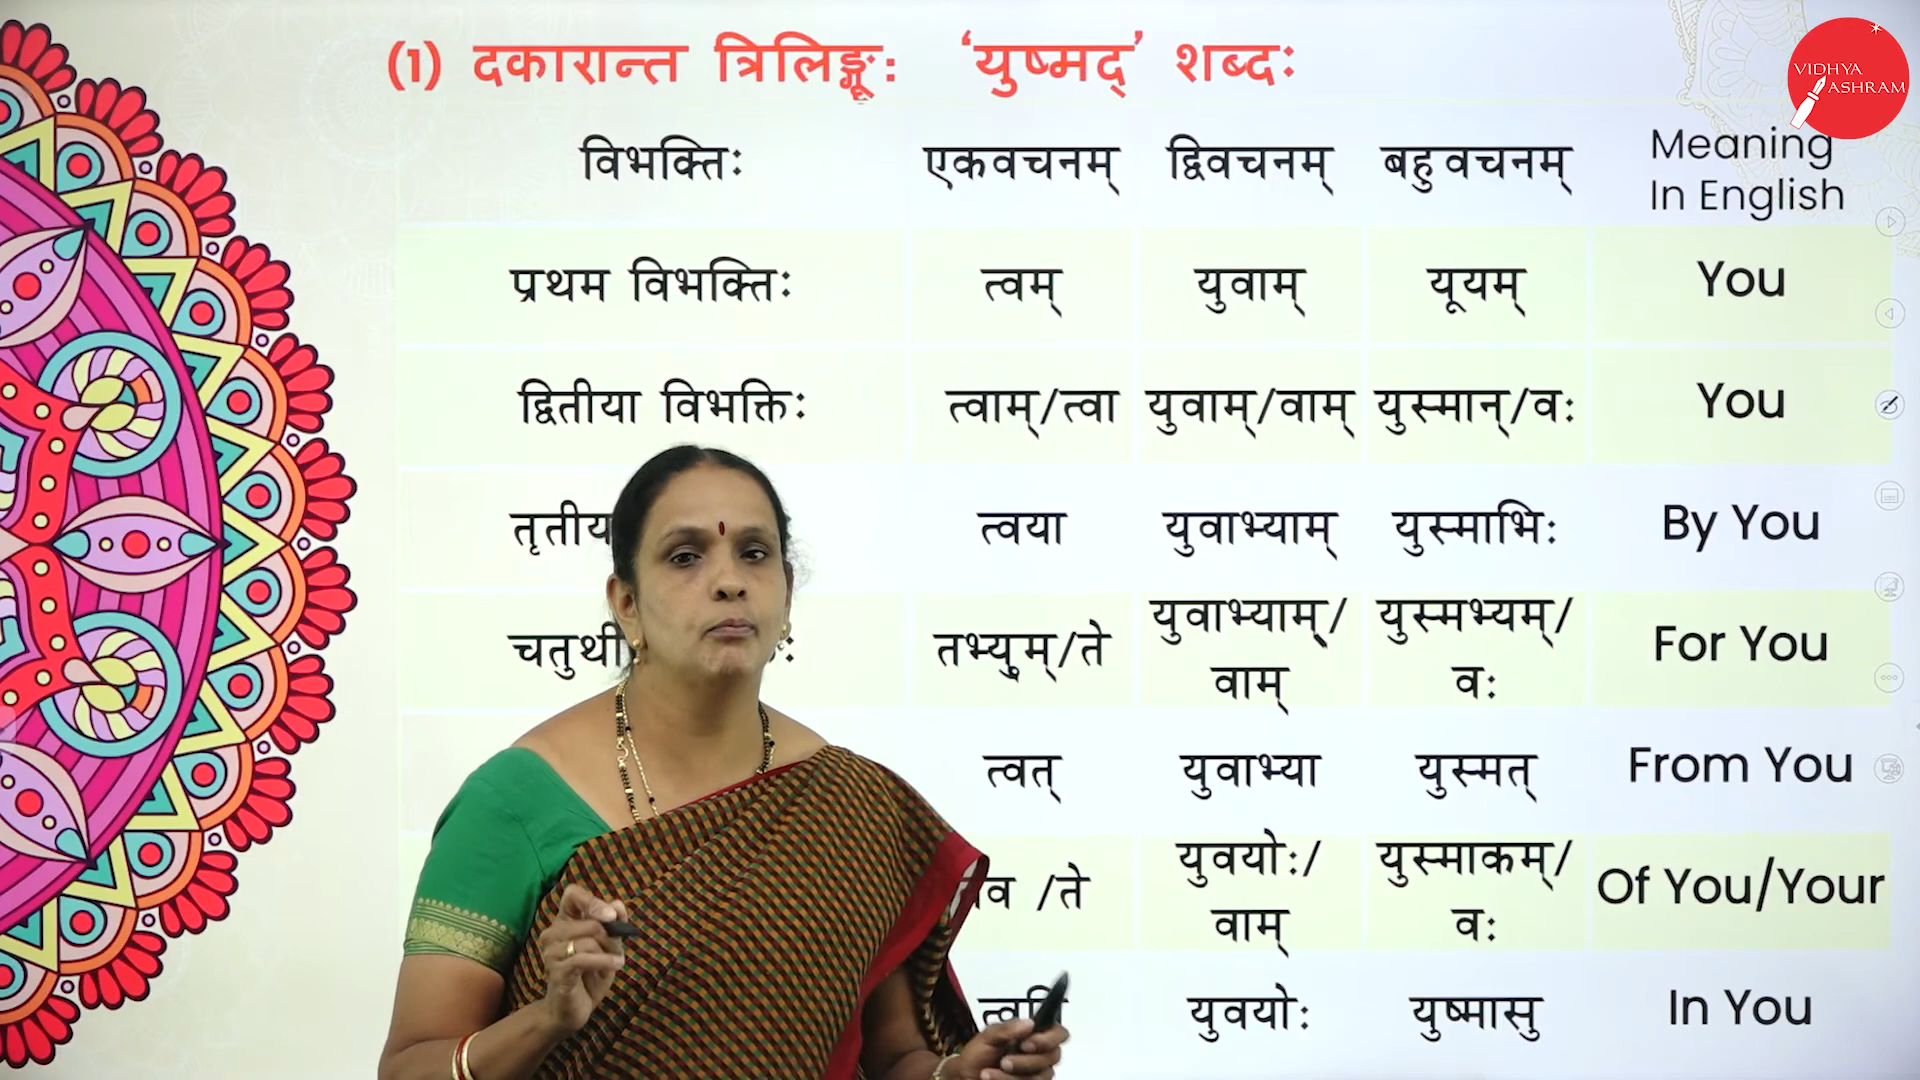 (1) दकारान्त त्रिलिङ्गः 'युष्मद्' शब्दः
VIDHYA
ASHRAM
विभक्तिः एकवचनम् द्विवचनम् बहुवचनम् Meaning In English
प्रथम विभक्तिः त्वम् युवाम् यूयम् You
द्वितीया विभक्तिः त्वाम्/त्वा युवाम्/वाम् युस्मान्/वः You
त्वया युवाभ्याम् युस्माभिः By You
तभ्युम्/ते युवाभ्याम्/वाम् युस्मभ्यम्/वः For You
त्वत् युवाभ्या युस्मत् From You
/ते युवयोः/वाम् युस्माकम्/वः Of You/Your
युवयोः युष्मासु In You